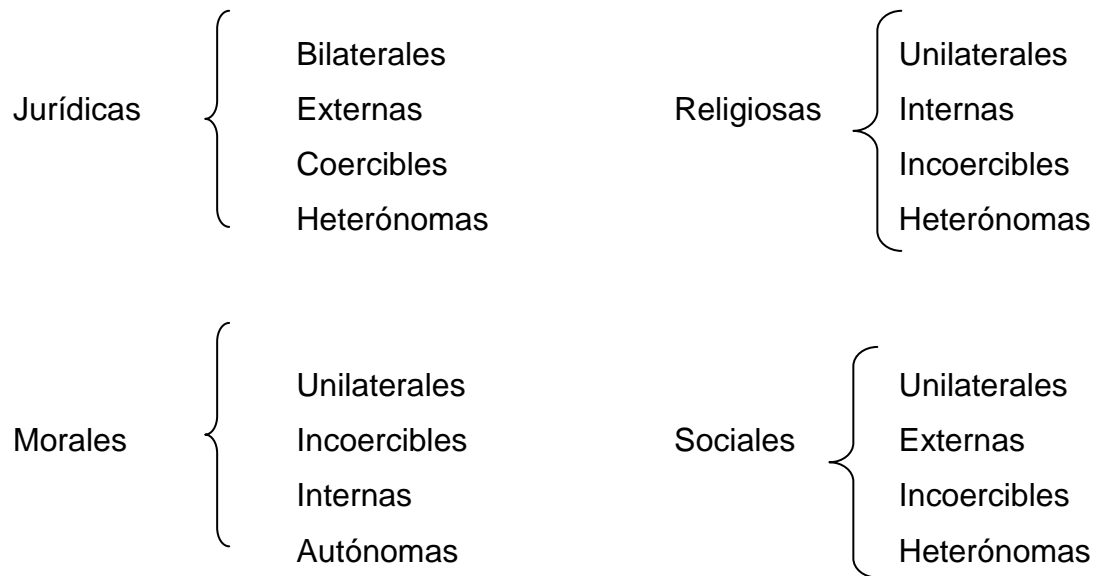 Jurídicas
Bilaterales
Externas
Coercibles
Heterónomas
Religiosas
Unilaterales
Internas
Incoercibles
Heterónomas
Morales
Unilaterales
Incoercibles
Internas
Autónomas
Sociales
Unilaterales
Externas
Incoercibles
Heterónomas